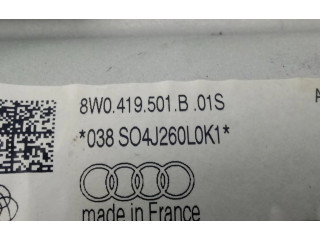 8W0.419.501.B .01S
*038 SO4J260L0K1*
made in France